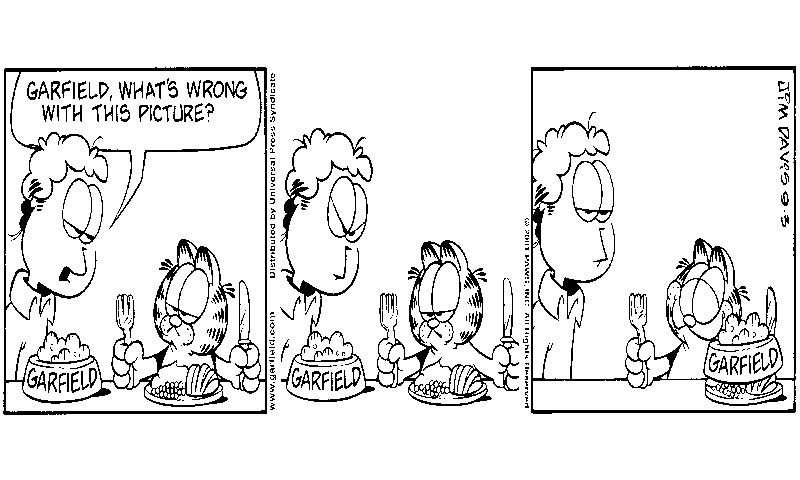 GARFIELD, WHAT'S WRONG
WITH THIS PICTURE?
GARFIELD
www.garfield.com
Distributed by Universal Press Syndicate
GARFIELD
JIM DAVIS 9-3
GARFIELD